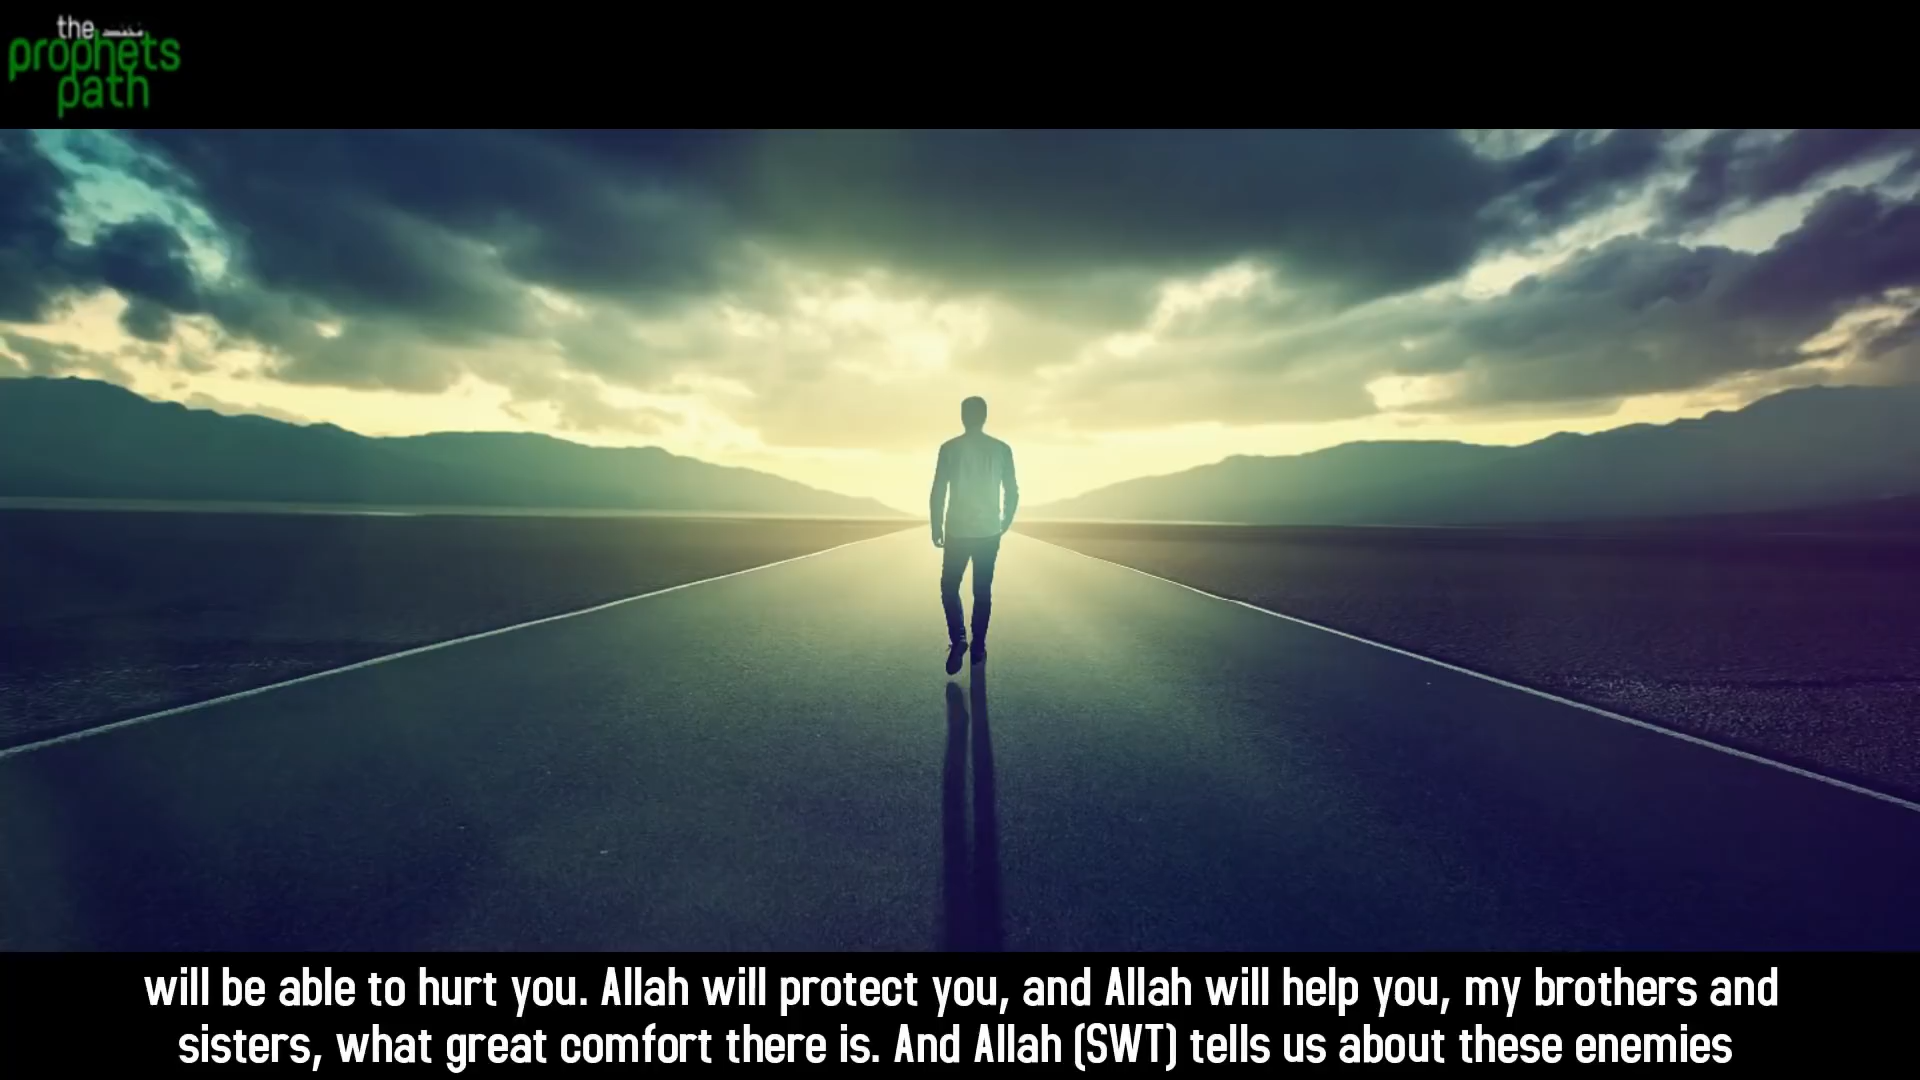 the
prophets
path
will be able to hurt you. Allah will protect you, and Allah will help you, my brothers and
sisters, what great comfort there is. And Allah (SWT) tells us about these enemies